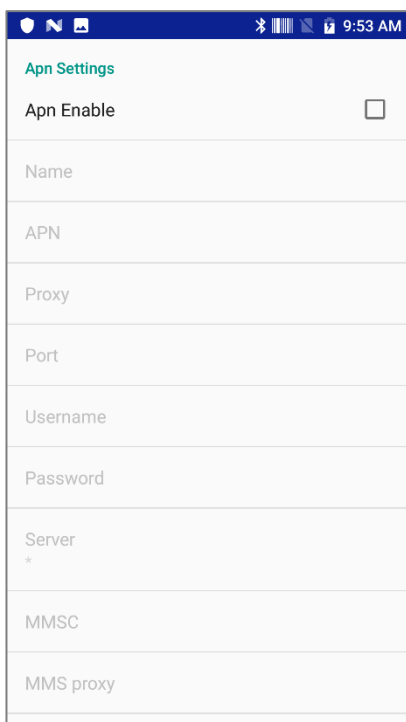 9:53 AM
Apn Settings
Apn Enable
Name
APN
Proxy
Port
Username
Password
Server
*
MMSC
MMS proxy